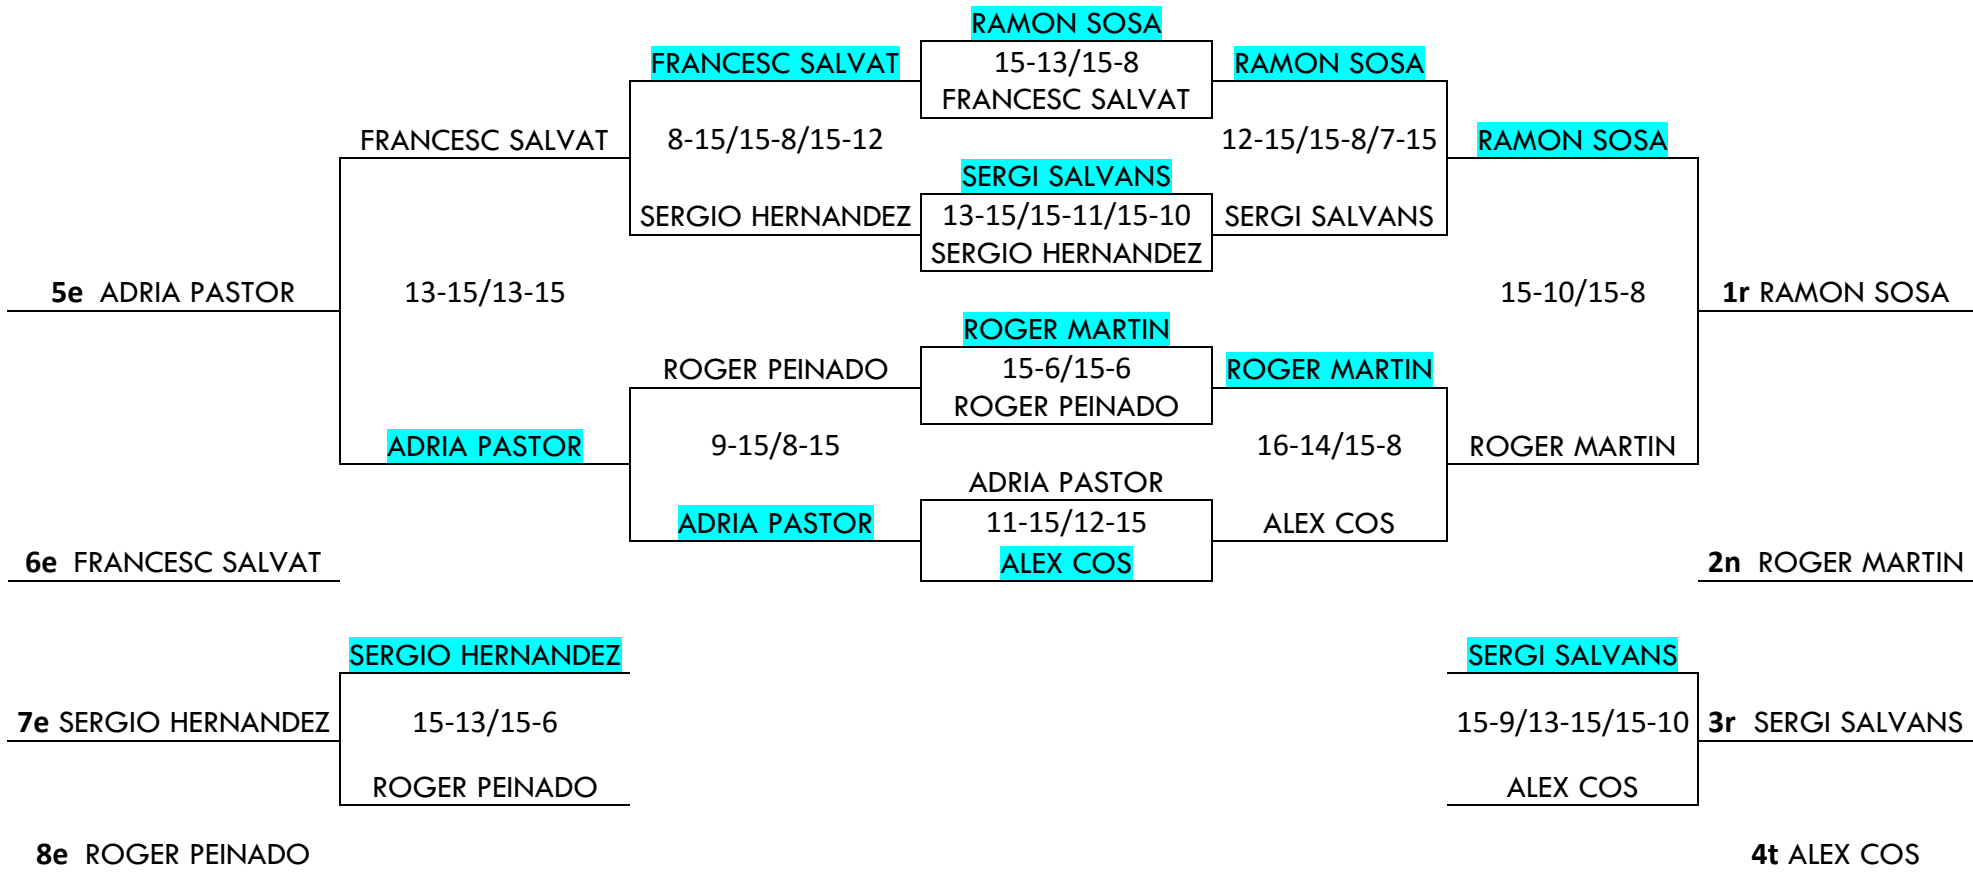 RAMON SOSA
FRANCESC SALVAT
15-13/15-8
RAMON SOSA
FRANCESC SALVAT
FRANCESC SALVAT
8-15/15-8/15-12
12-15/15-8/7-15
RAMON SOSA
SERGI SALVANS
SERGIO HERNANDEZ
13-15/15-11/15-10
SERGI SALVANS
SERGIO HERNANDEZ
5e ADRIA PASTOR
13-15/13-15
15-10/15-8
1r RAMON SOSA
ROGER MARTIN
ROGER PEINADO
15-6/15-6
ROGER MARTIN
ROGER PEINADO
ADRIA PASTOR
9-15/8-15
16-14/15-8
ROGER MARTIN
ADRIA PASTOR
ADRIA PASTOR
11-15/12-15
ALEX COS
6e FRANCESC SALVAT
ALEX COS
2n ROGER MARTIN
SERGIO HERNANDEZ
SERGI SALVANS
7e SERGIO HERNANDEZ
15-13/15-6
15-9/13-15/15-10
3r SERGI SALVANS
ROGER PEINADO
ALEX COS
8e ROGER PEINADO
4t ALEX COS